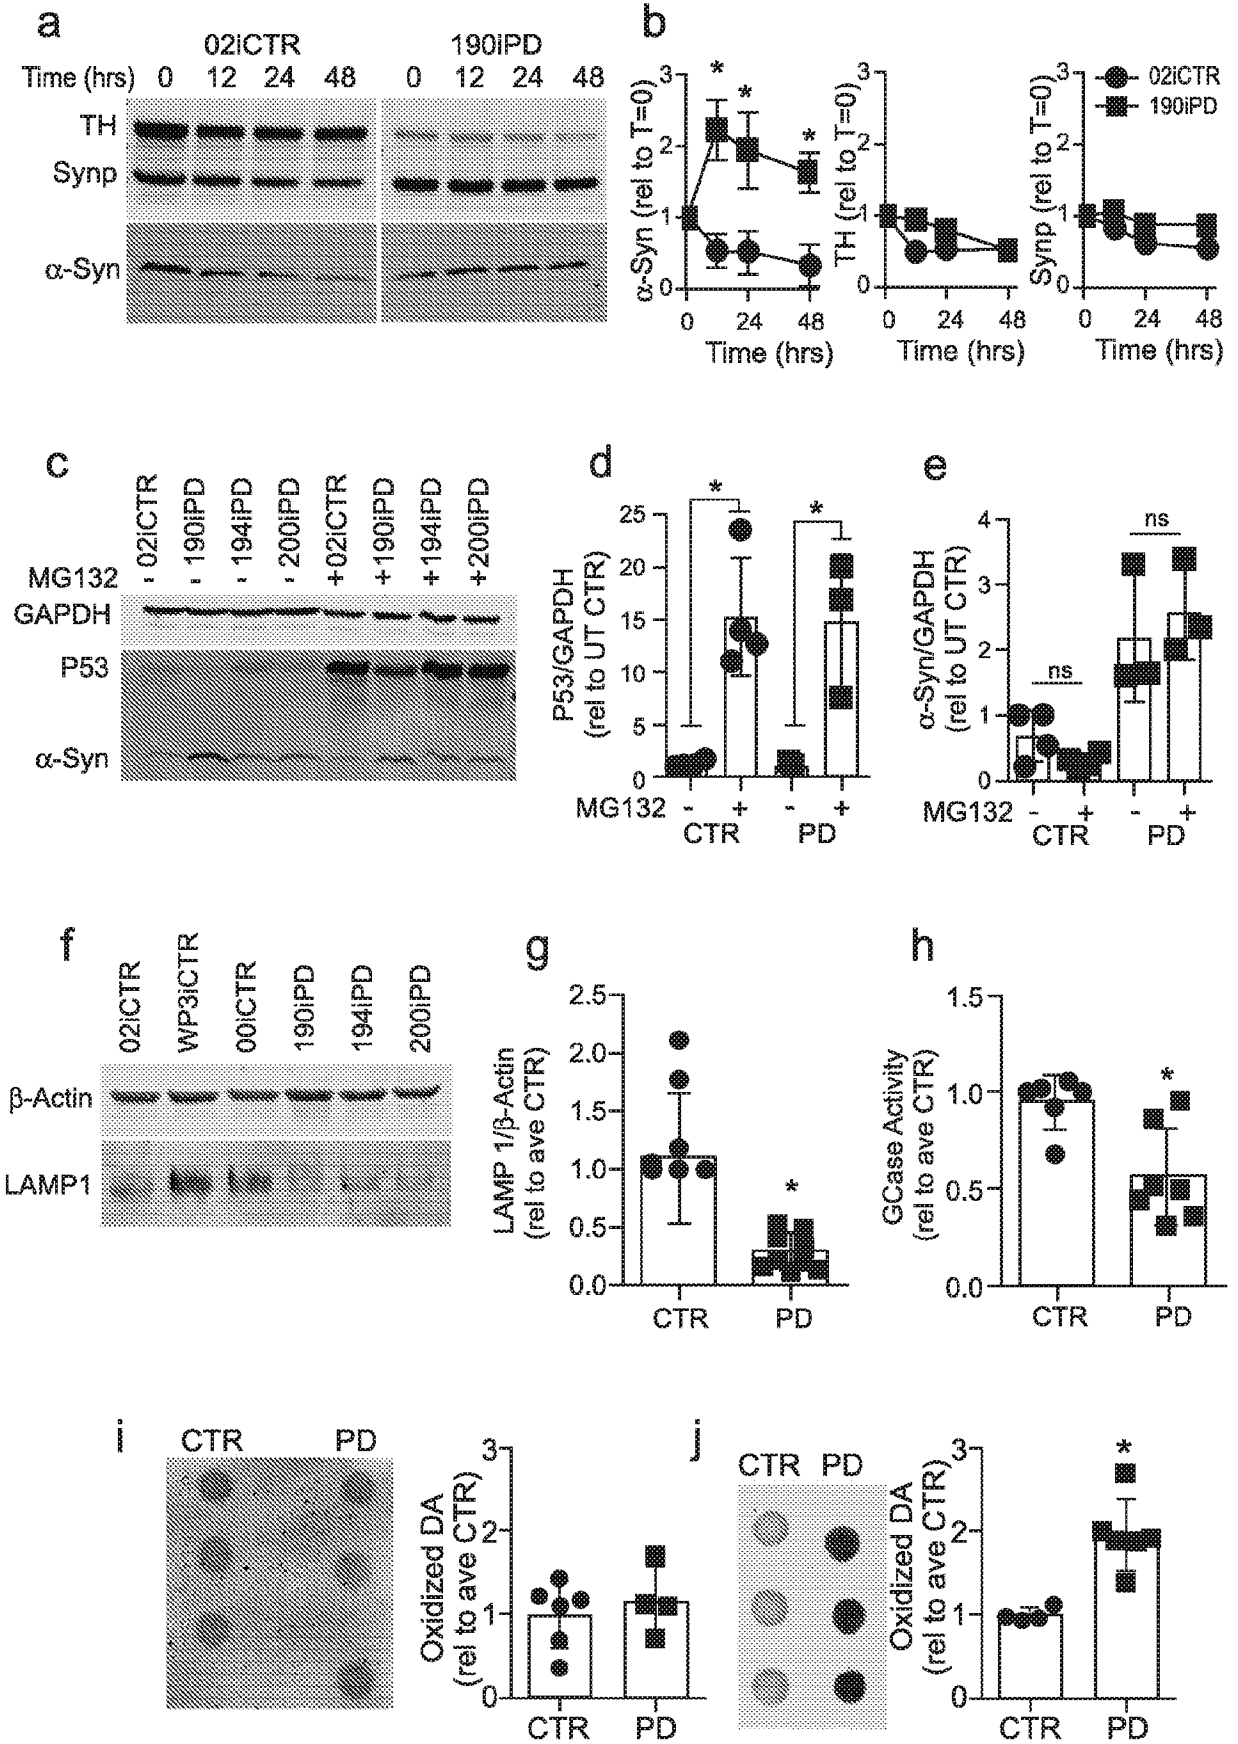 a
02iCTR 190iPD
Time (hrs) 0 12 24 48 0 12 24 48
TH
Synp
α-Syn
b
α-Syn (rel to T=0)
3
2
1
0
* * *
0 24 48
Time (hrs)
TH (rel to T=0)
3
2
1
0
0 24 48
Time (hrs)
Synp (rel to T=0)
3
2
1
0
0 24 48
Time (hrs)
02iCTR
190iPD
c
02iCTR 190iPD 194iPD 200iPD 02iCTR 190iPD 194iPD 200iPD
MG132 - - - - + + + +
GAPDH
P53
α-Syn
d
P53/GAPDH
(rel to UT CTR)
25
20
15
10
5
0
* *
MG132 - + - +
CTR PD
e
α-Syn/GAPDH
(rel to UT CTR)
4
3
2
1
0
ns
ns
MG132 - + - +
CTR PD
f
02iCTR WP3iCTR 00iCTR 190iPD 194iPD 200iPD
β-Actin
LAMP1
g
LAMP 1/β-Actin
(rel to ave CTR)
2.5
2.0
1.5
1.0
0.5
0.0
*
CTR PD
h
GCase Activity
(rel to ave CTR)
1.5
1.0
0.5
0.0
*
CTR PD
i
CTR PD
Oxidized DA
(rel to ave CTR)
3
2
1
0
CTR PD
j
CTR PD
Oxidized DA
(rel to ave CTR)
3
2
1
0
*
CTR PD